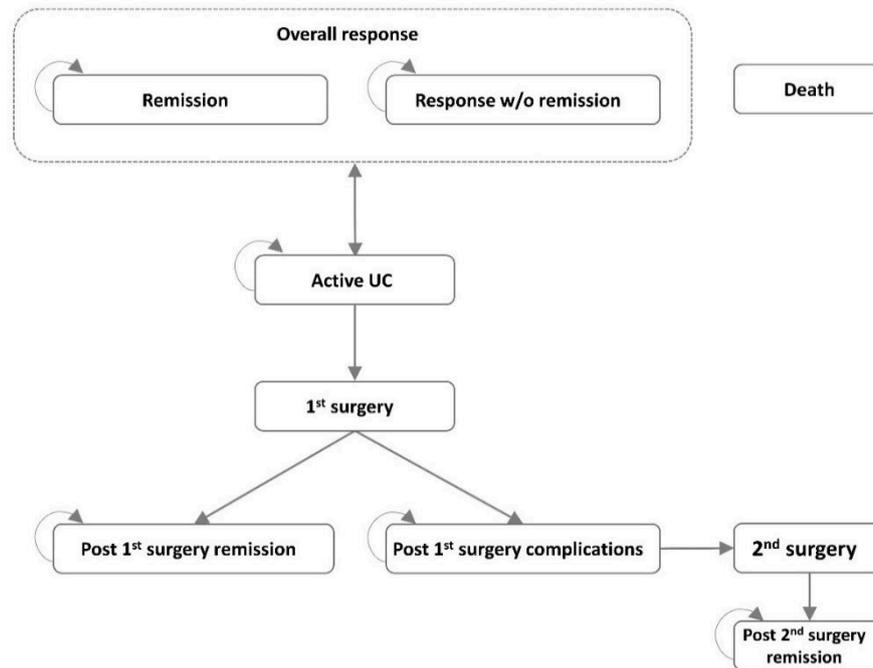 Overall response
Remission
Response w/o remission
Death
Active UC
1st surgery
Post 1st surgery remission
Post 1st surgery complications
2nd surgery
Post 2nd surgery
remission